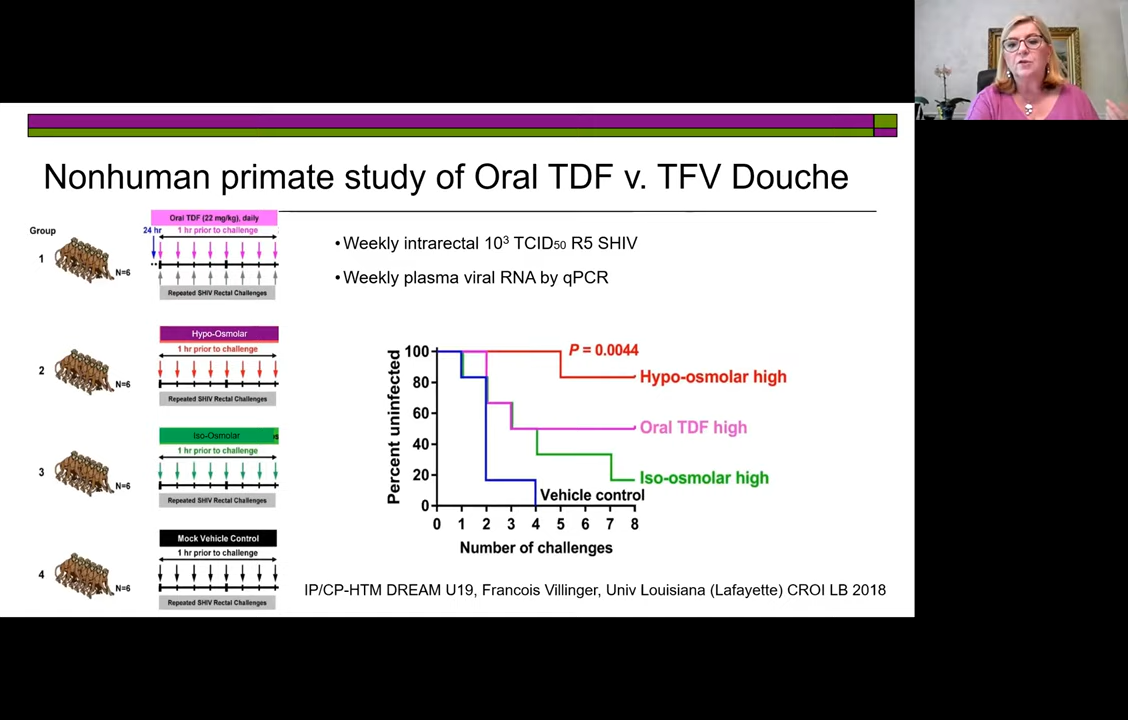 Nonhuman primate study of Oral TDF v. TFV Douche
Group
Oral TDF (22 mg/kg), daily
24 hr
1 hr prior to challenge
1
N=6
Repeated SHIV Rectal Challenges
Hypo-Osmolar
1 hr prior to challenge
2
N=6
Repeated SHIV Rectal Challenges
Iso-Osmolar
1 hr prior to challenge
3
N=6
Repeated SHIV Rectal Challenges
Mock Vehicle Control
1 hr prior to challenge
4
N=6
Repeated SHIV Rectal Challenges
•Weekly intrarectal 10³ TCID₅₀ R5 SHIV
•Weekly plasma viral RNA by qPCR
Percent uninfected
100
80
60
40
20
0
P = 0.0044
Hypo-osmolar high
Oral TDF high
Iso-osmolar high
Vehicle control
0 1 2 3 4 5 6 7 8
Number of challenges
IP/CP-HTM DREAM U19, Francois Villinger, Univ Louisiana (Lafayette) CROI LB 2018